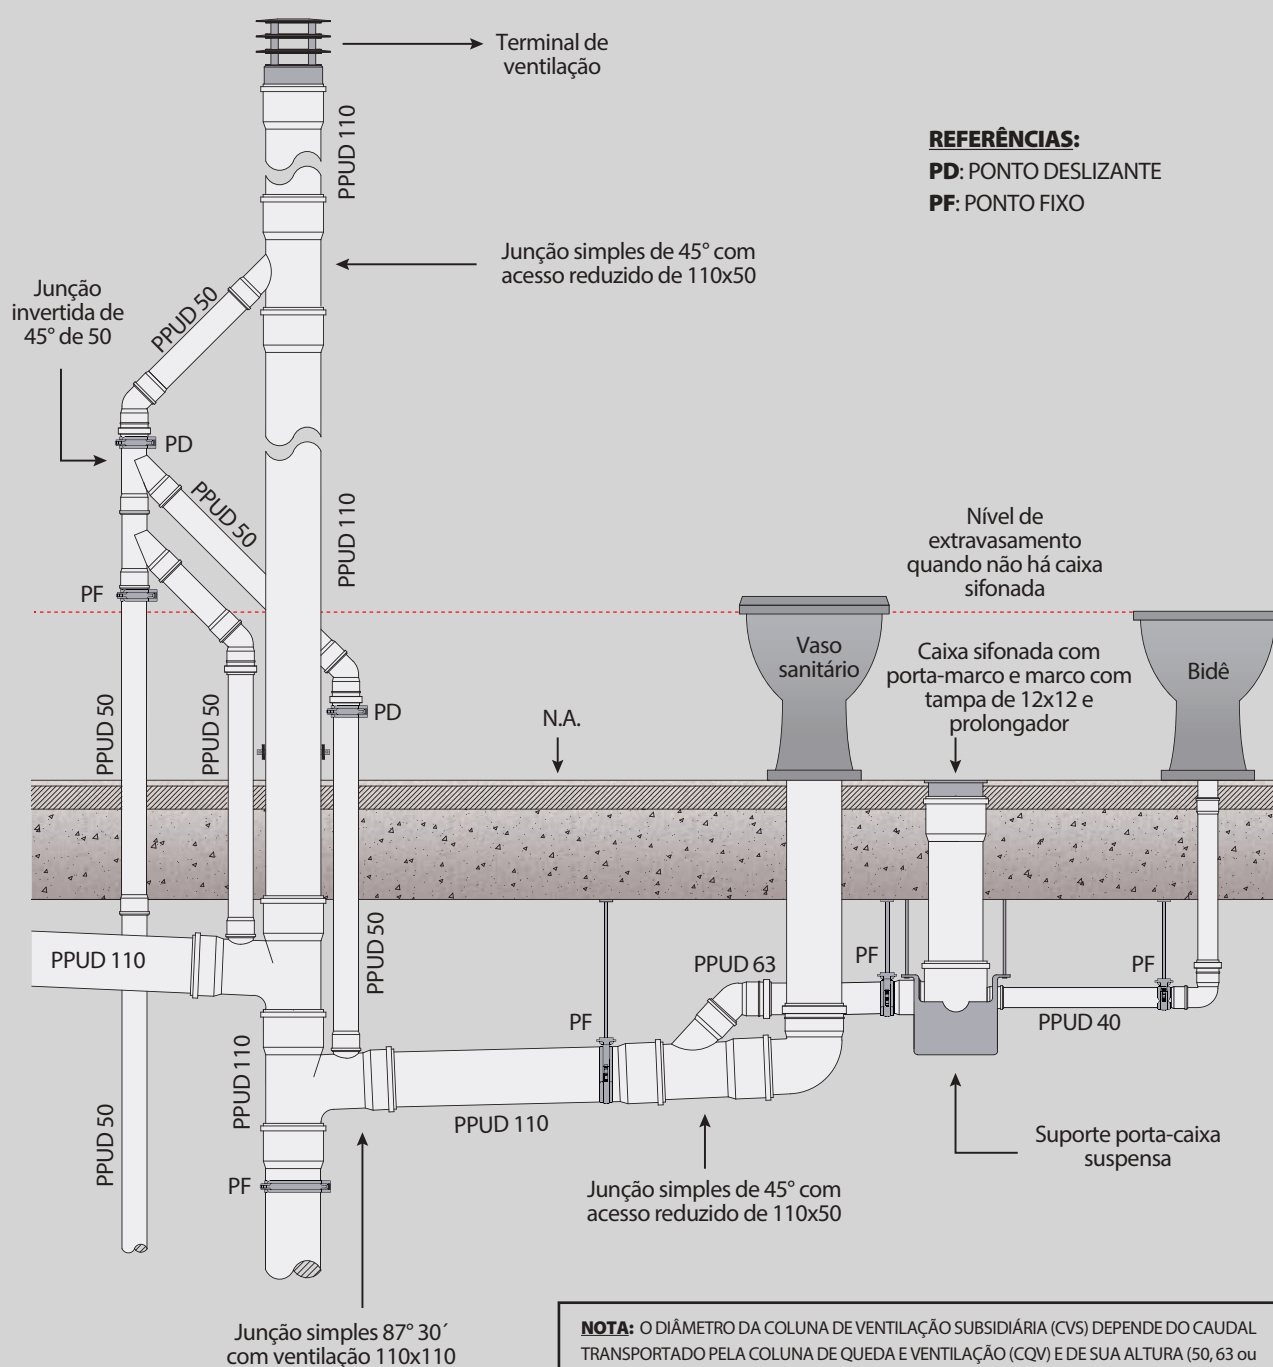 Terminal de
ventilação
PPUD 110
REFERÊNCIAS:
PD: PONTO DESLIZANTE
PF: PONTO FIXO
Junção simples de 45° com
acesso reduzido de 110x50
Junção
invertida de
45° de 50
PPUD 50
PD
PPUD 50
PPUD 110
PF
Nível de
extravasamento
quando não há caixa
sifonada
Vaso
sanitário
Caixa sifonada com
porta-marco e marco com
tampa de 12x12 e
prolongador
Bidê
PPUD 50
PPUD 50
PD
N.A.
PPUD 110
PPUD 50
PPUD 63
PF
PF
PPUD 40
PF
PPUD 110
PPUD 110
PPUD 50
PF
Suporte porta-caixa
suspensa
Junção simples de 45° com
acesso reduzido de 110x50
Junção simples 87° 30´
com ventilação 110x110
NOTA: O DIÂMETRO DA COLUNA DE VENTILAÇÃO SUBSIDIÁRIA (CVS) DEPENDE DO CAUDAL
TRANSPORTADO PELA COLUNA DE QUEDA E VENTILAÇÃO (CQV) E DE SUA ALTURA (50, 63 ou